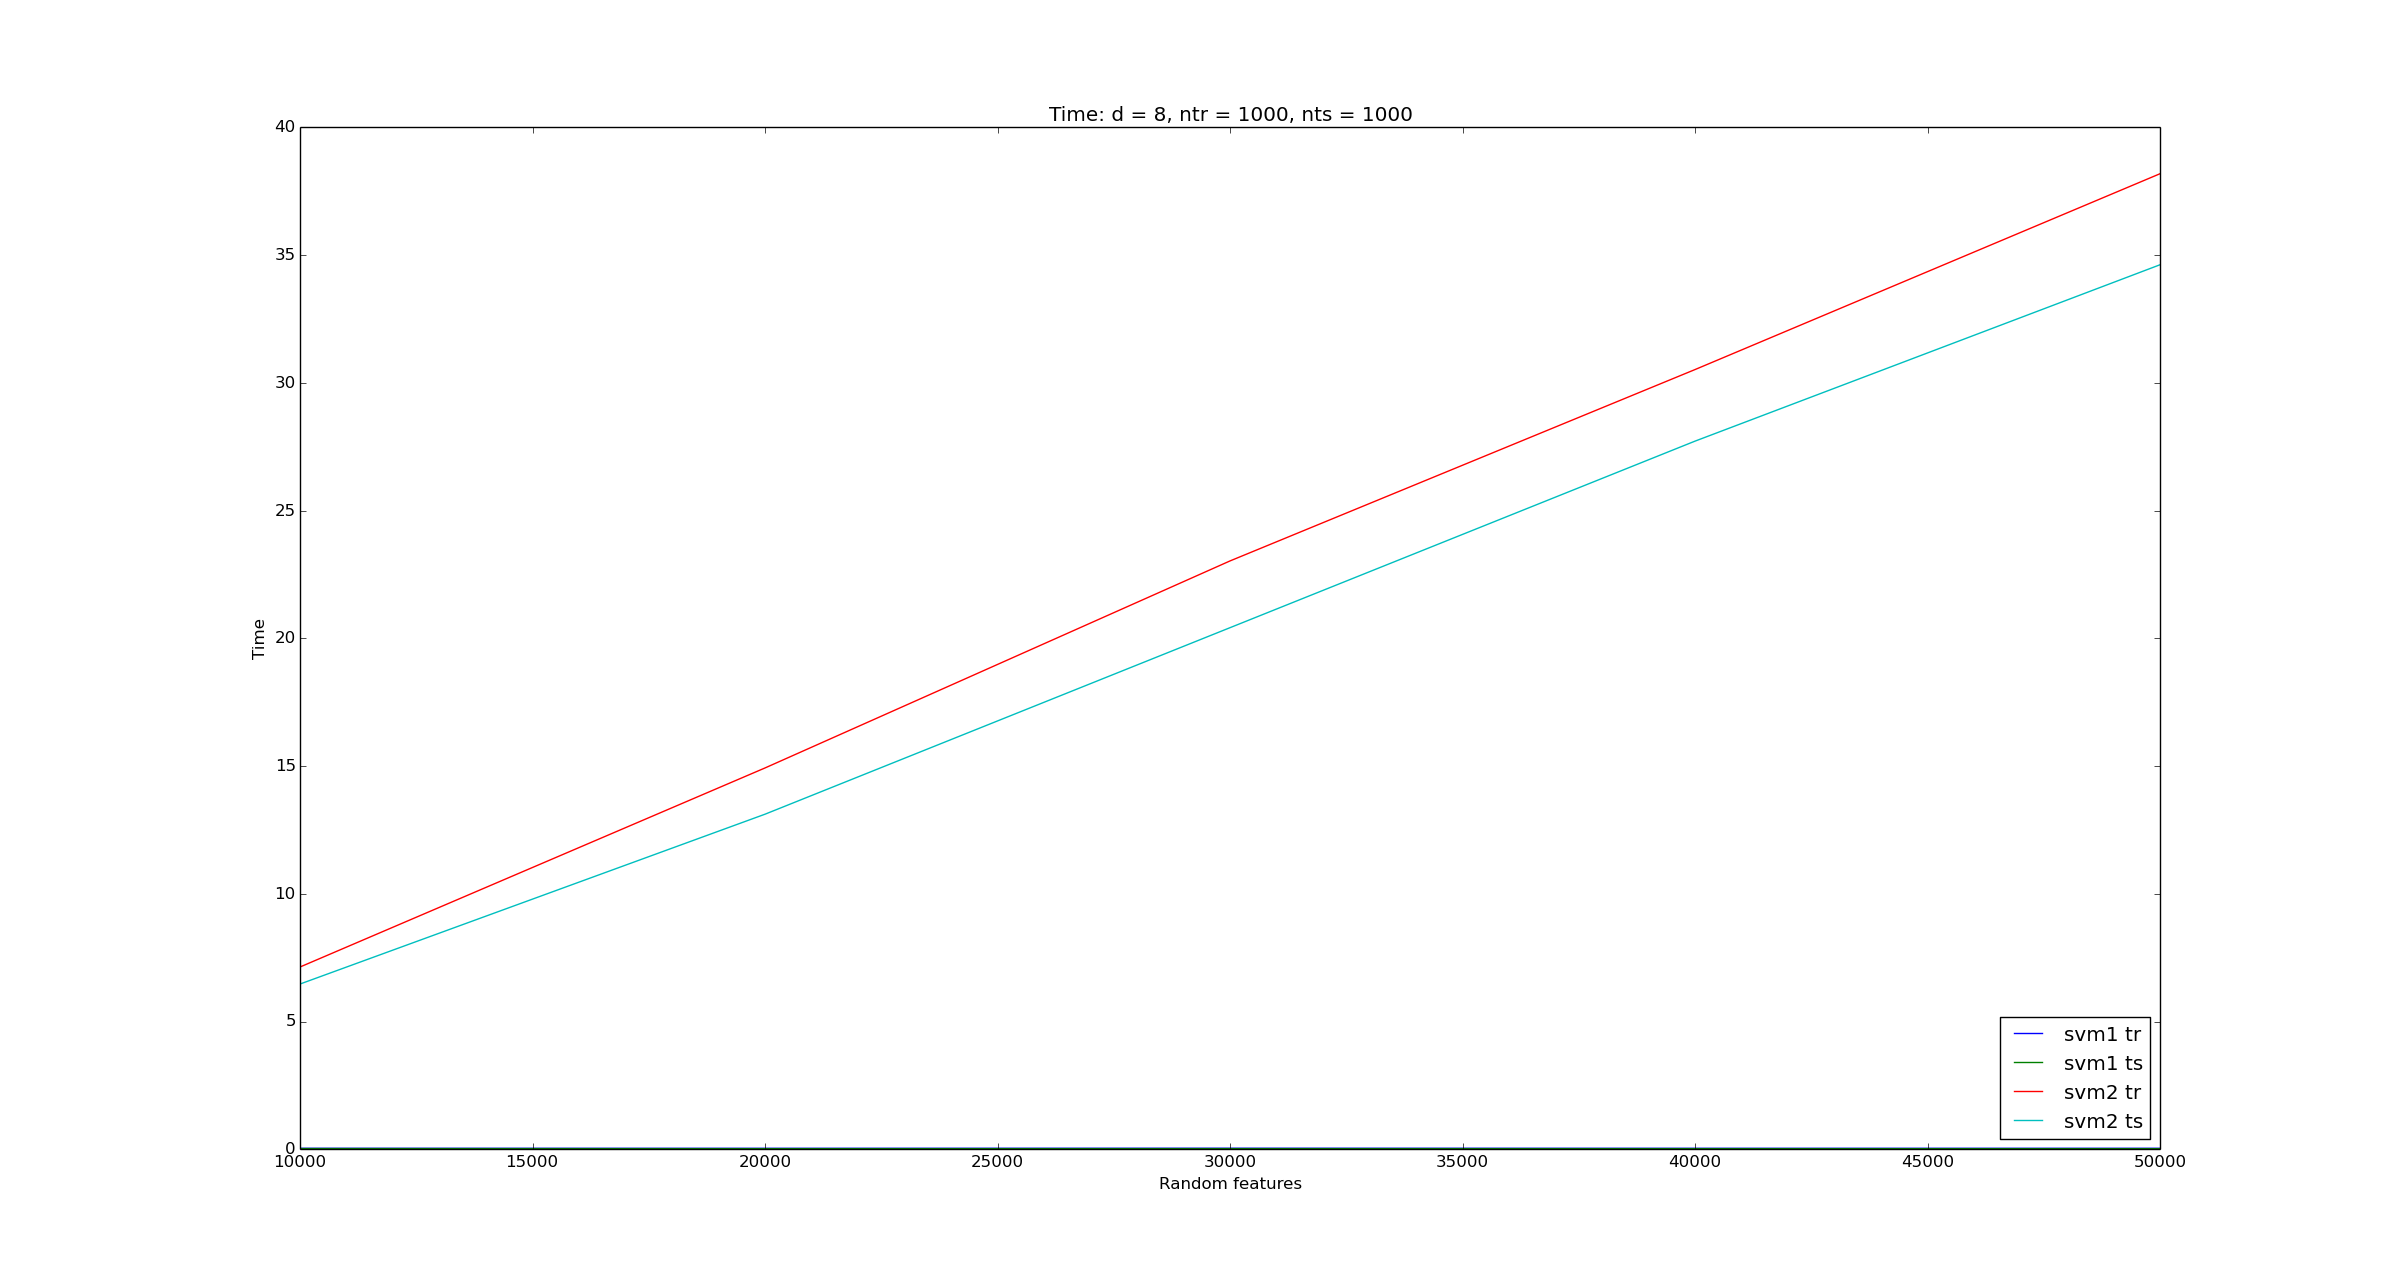 Time: d = 8, ntr = 1000, nts = 1000
40
35
30
25
20
15
10
5
0
Time
10000 15000 20000 25000 30000 35000 40000 45000 50000
Random features
svm1 tr
svm1 ts
svm2 tr
svm2 ts